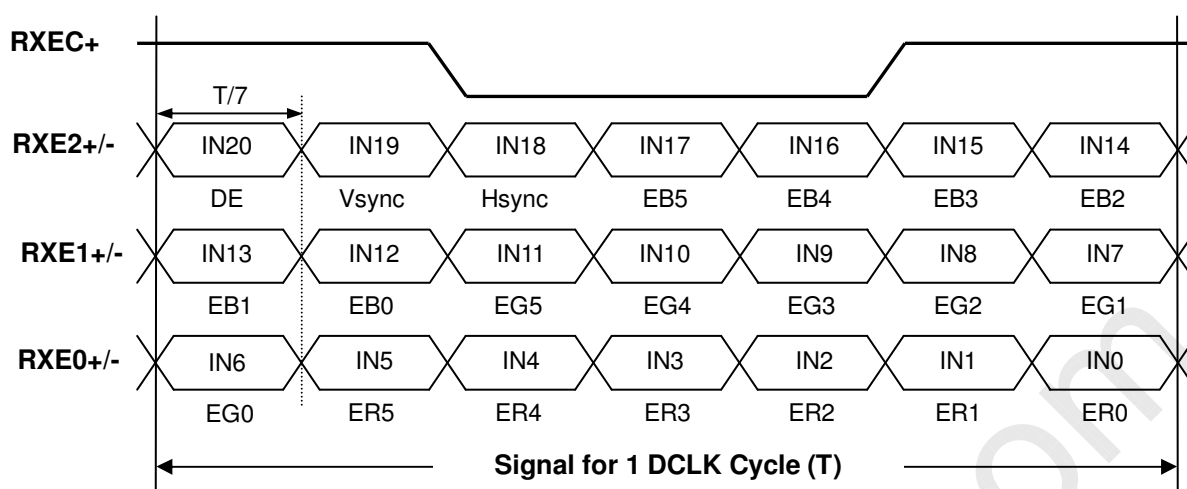 RXEC+
T/7
RXE2+/- IN20 IN19 IN18 IN17 IN16 IN15 IN14
DE Vsync Hsync EB5 EB4 EB3 EB2
RXE1+/- IN13 IN12 IN11 IN10 IN9 IN8 IN7
EB1 EB0 EG5 EG4 EG3 EG2 EG1
RXE0+/- IN6 IN5 IN4 IN3 IN2 IN1 IN0
EG0 ER5 ER4 ER3 ER2 ER1 ER0
Signal for 1 DCLK Cycle (T)
om